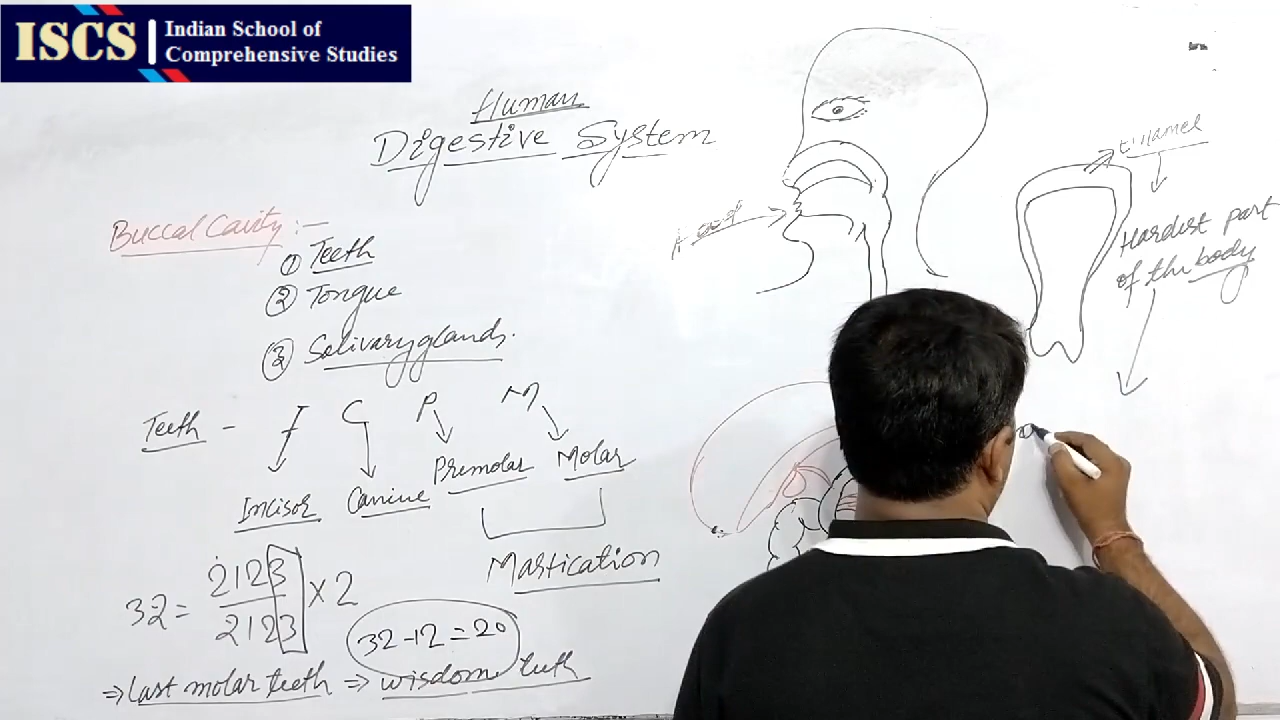 ISCS
Indian School of
Comprehensive Studies
Human
Digestive System
Buccal Cavity :-
① Teeth
② Tongue
③ Salivary glands.
Food
Enamel
Hardest part
of the body
Teeth - I C P M
Incisor Canine Premolar Molar
Mastication
32 = 2123/2123 × 2
32-12=20
⇒ Last molar teeth ⇒ wisdom teeth